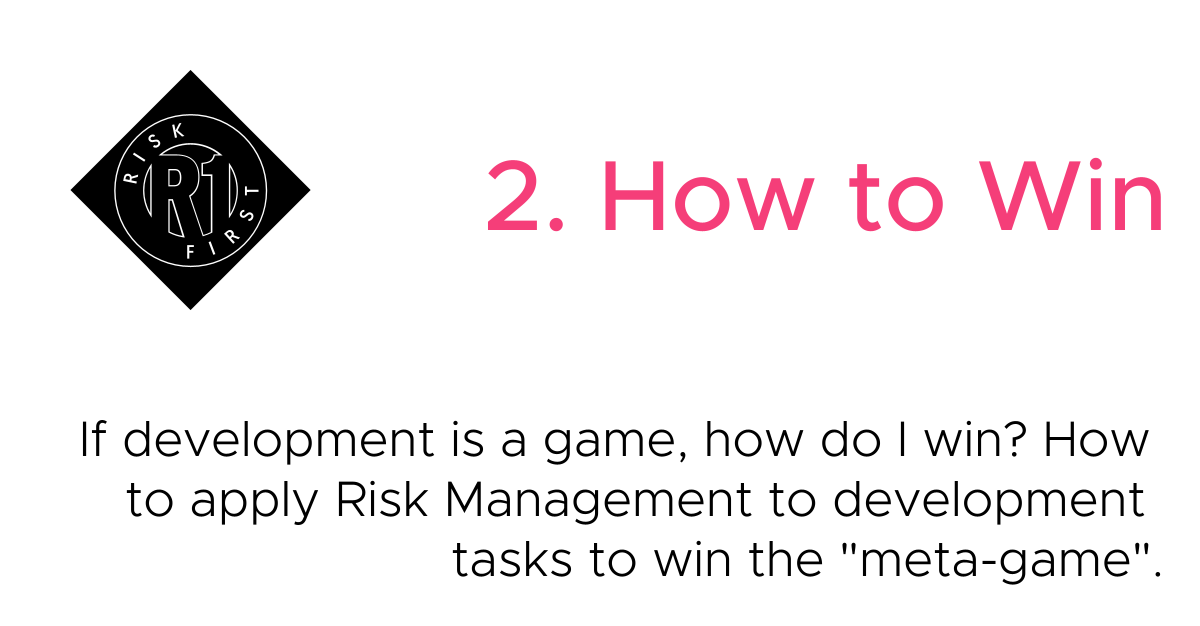 RISK
R1
FIRST
2. How to Win
If development is a game, how do I win? How
to apply Risk Management to development
tasks to win the "meta-game".